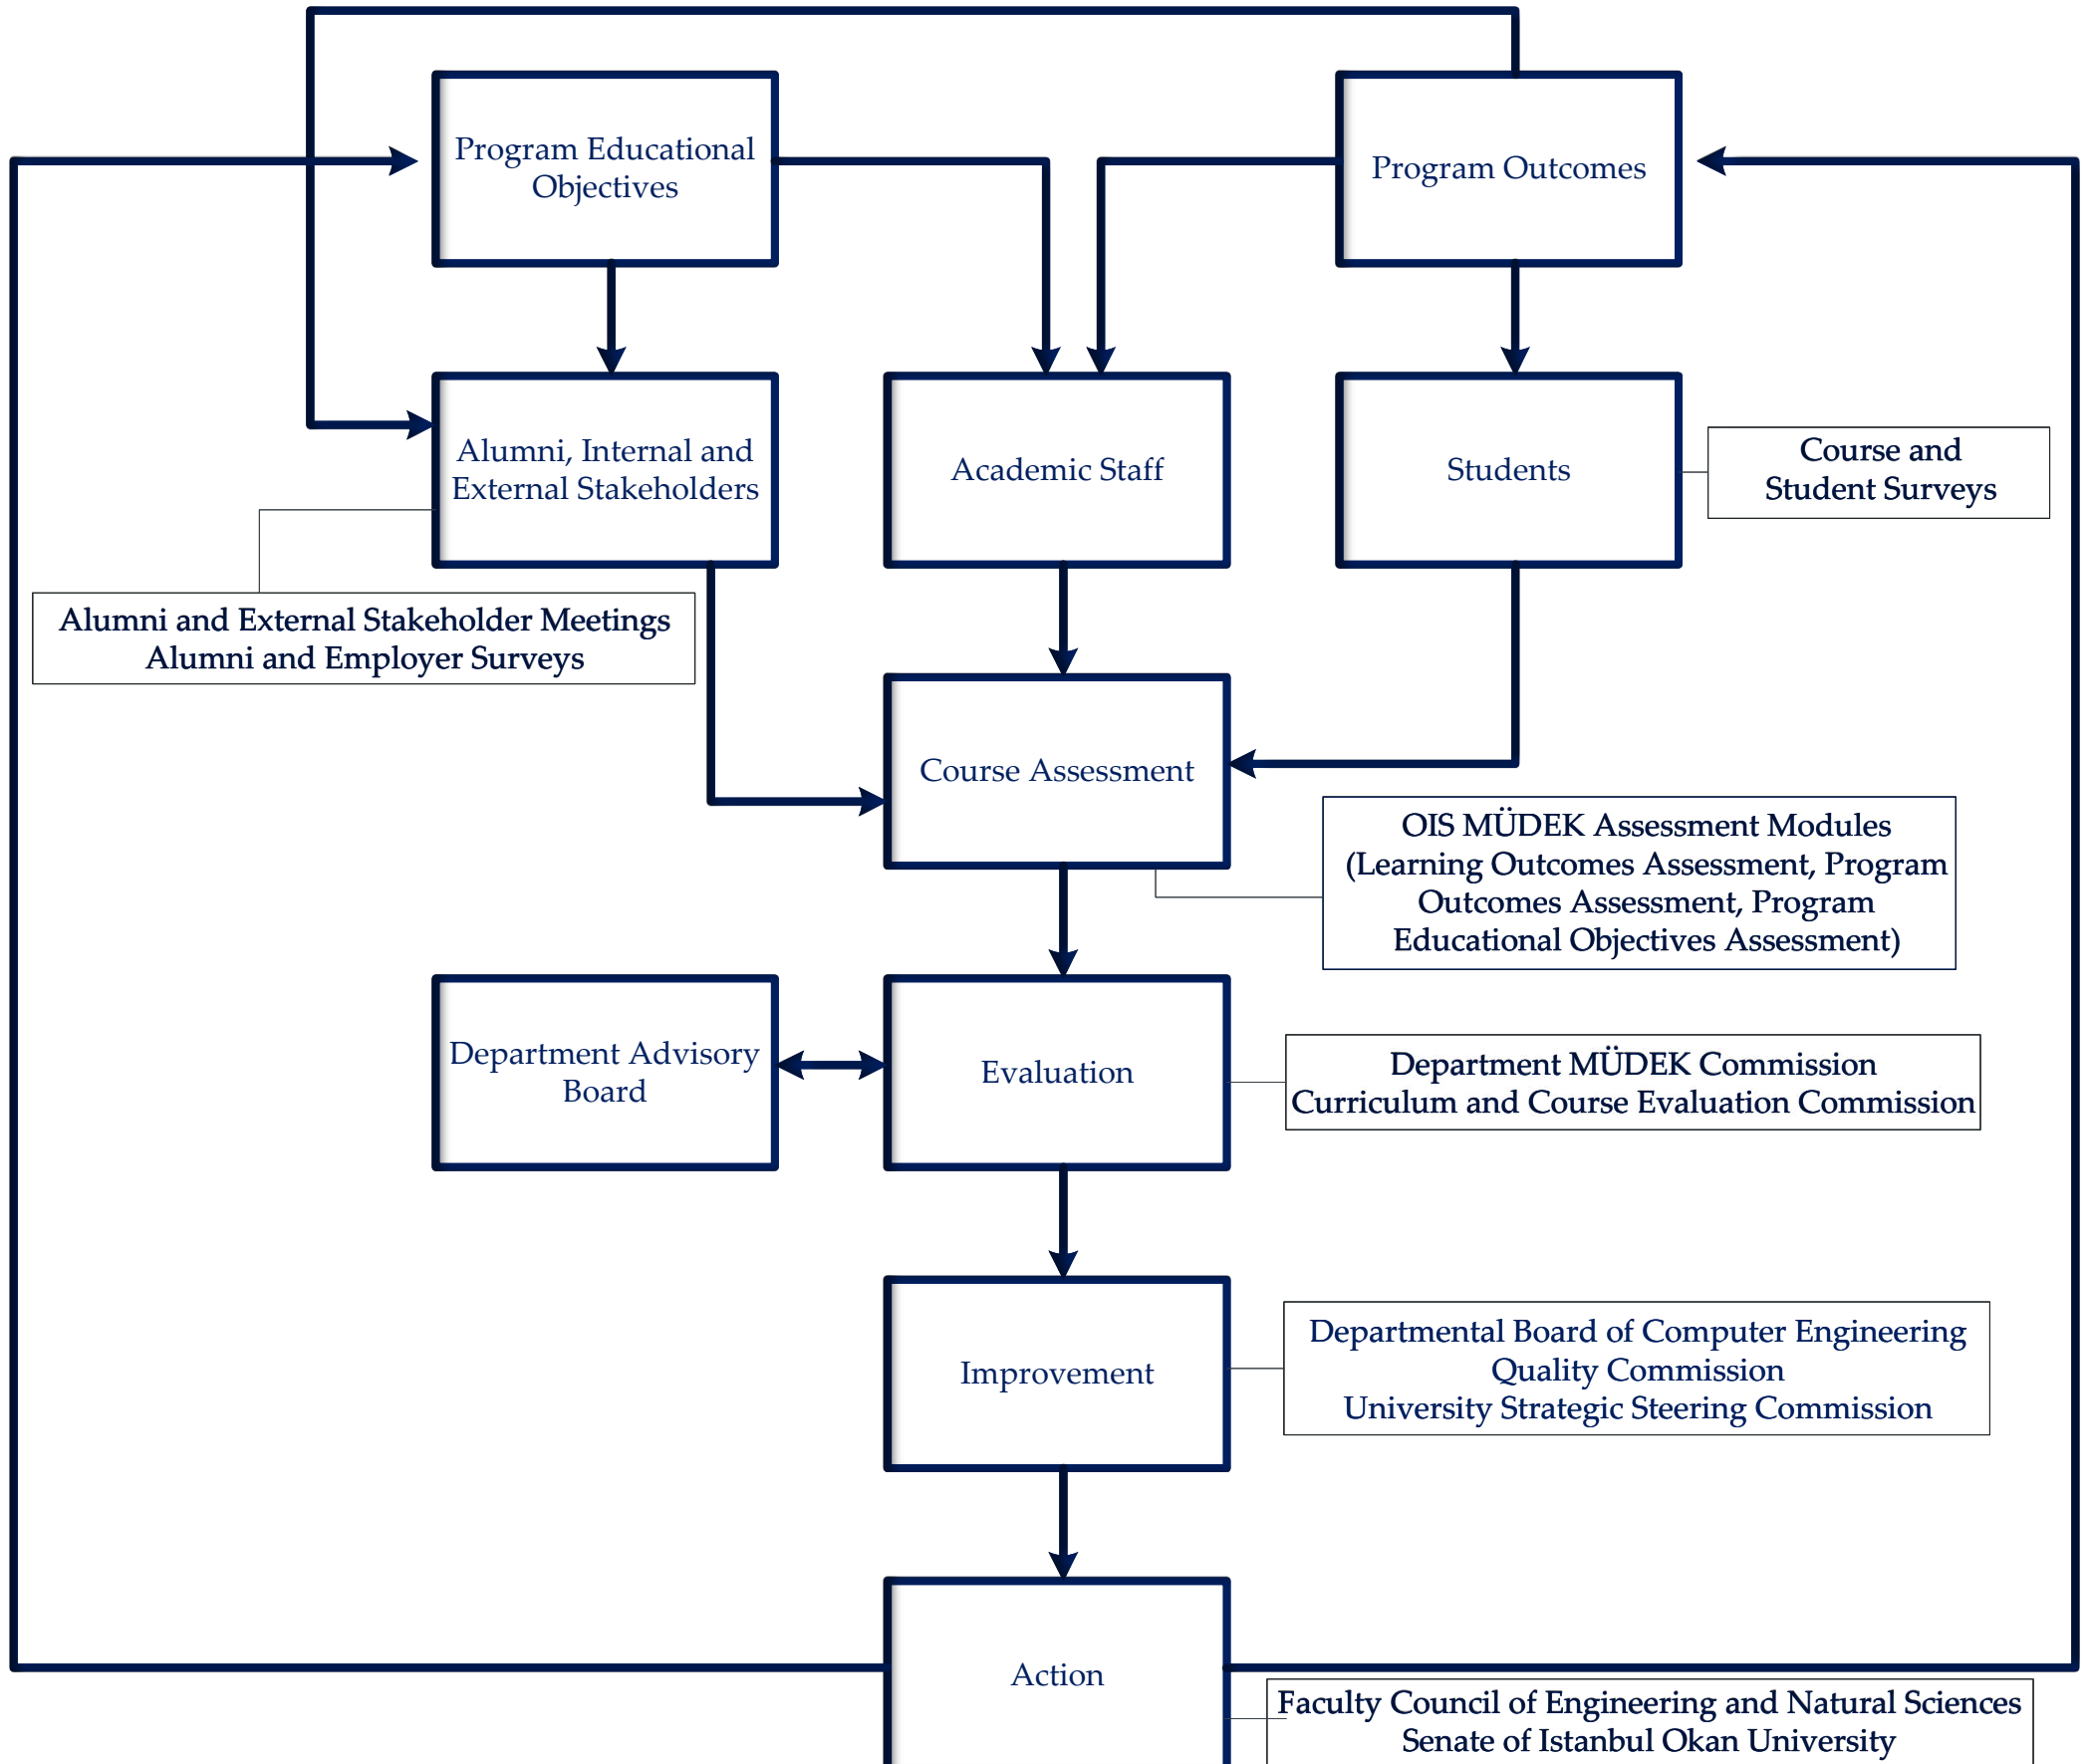 Program Educational
Objectives
Program Outcomes
Alumni, Internal and
External Stakeholders
Academic Staff
Students
Course and
Student Surveys
Alumni and External Stakeholder Meetings
Alumni and Employer Surveys
Course Assessment
OIS MÜDEK Assessment Modules
(Learning Outcomes Assessment, Program
Outcomes Assessment, Program
Educational Objectives Assessment)
Department Advisory
Board
Evaluation
Department MÜDEK Commission
Curriculum and Course Evaluation Commission
Improvement
Departmental Board of Computer Engineering
Quality Commission
University Strategic Steering Commission
Action
Faculty Council of Engineering and Natural Sciences
Senate of Istanbul Okan University